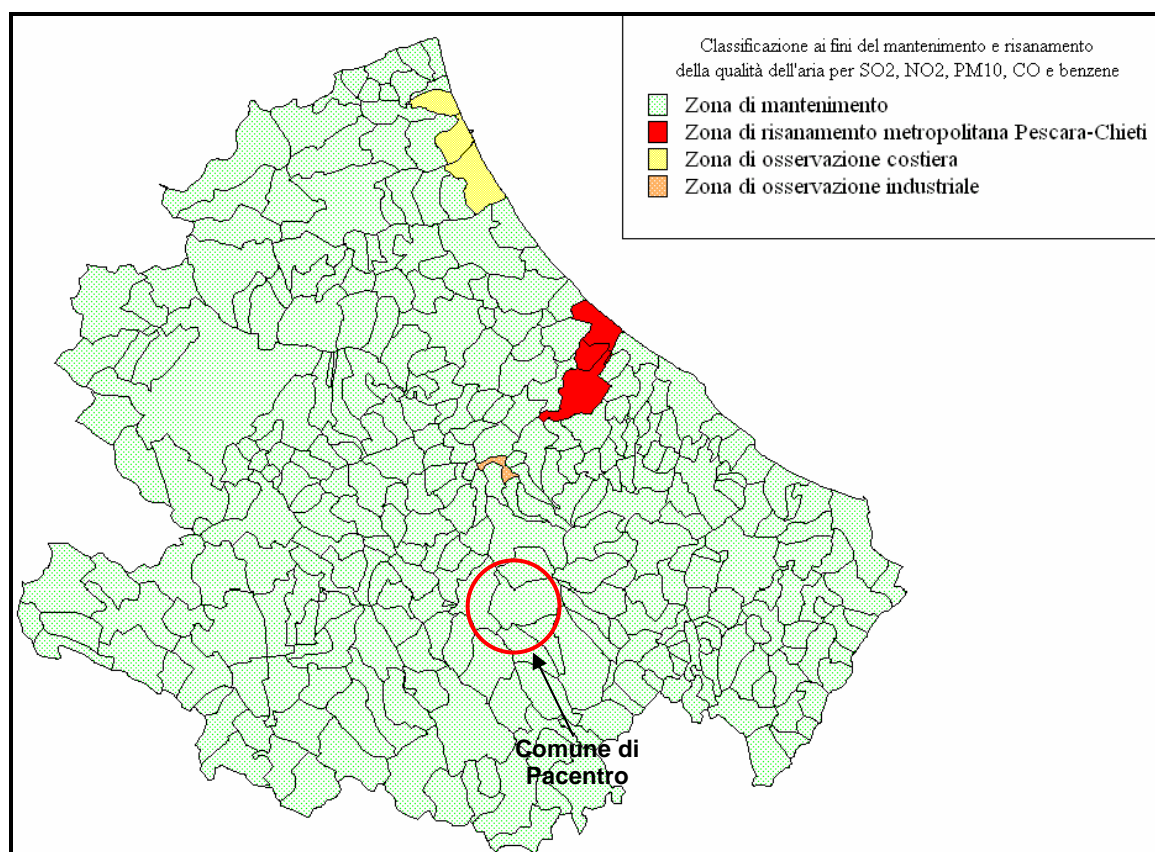 Classificazione ai fini del mantenimento e risanamento
della qualità dell'aria per SO2, NO2, PM10, CO e benzene
Zona di mantenimento
Zona di risanamemto metropolitana Pescara-Chieti
Zona di osservazione costiera
Zona di osservazione industriale
Comune di
Pacentro